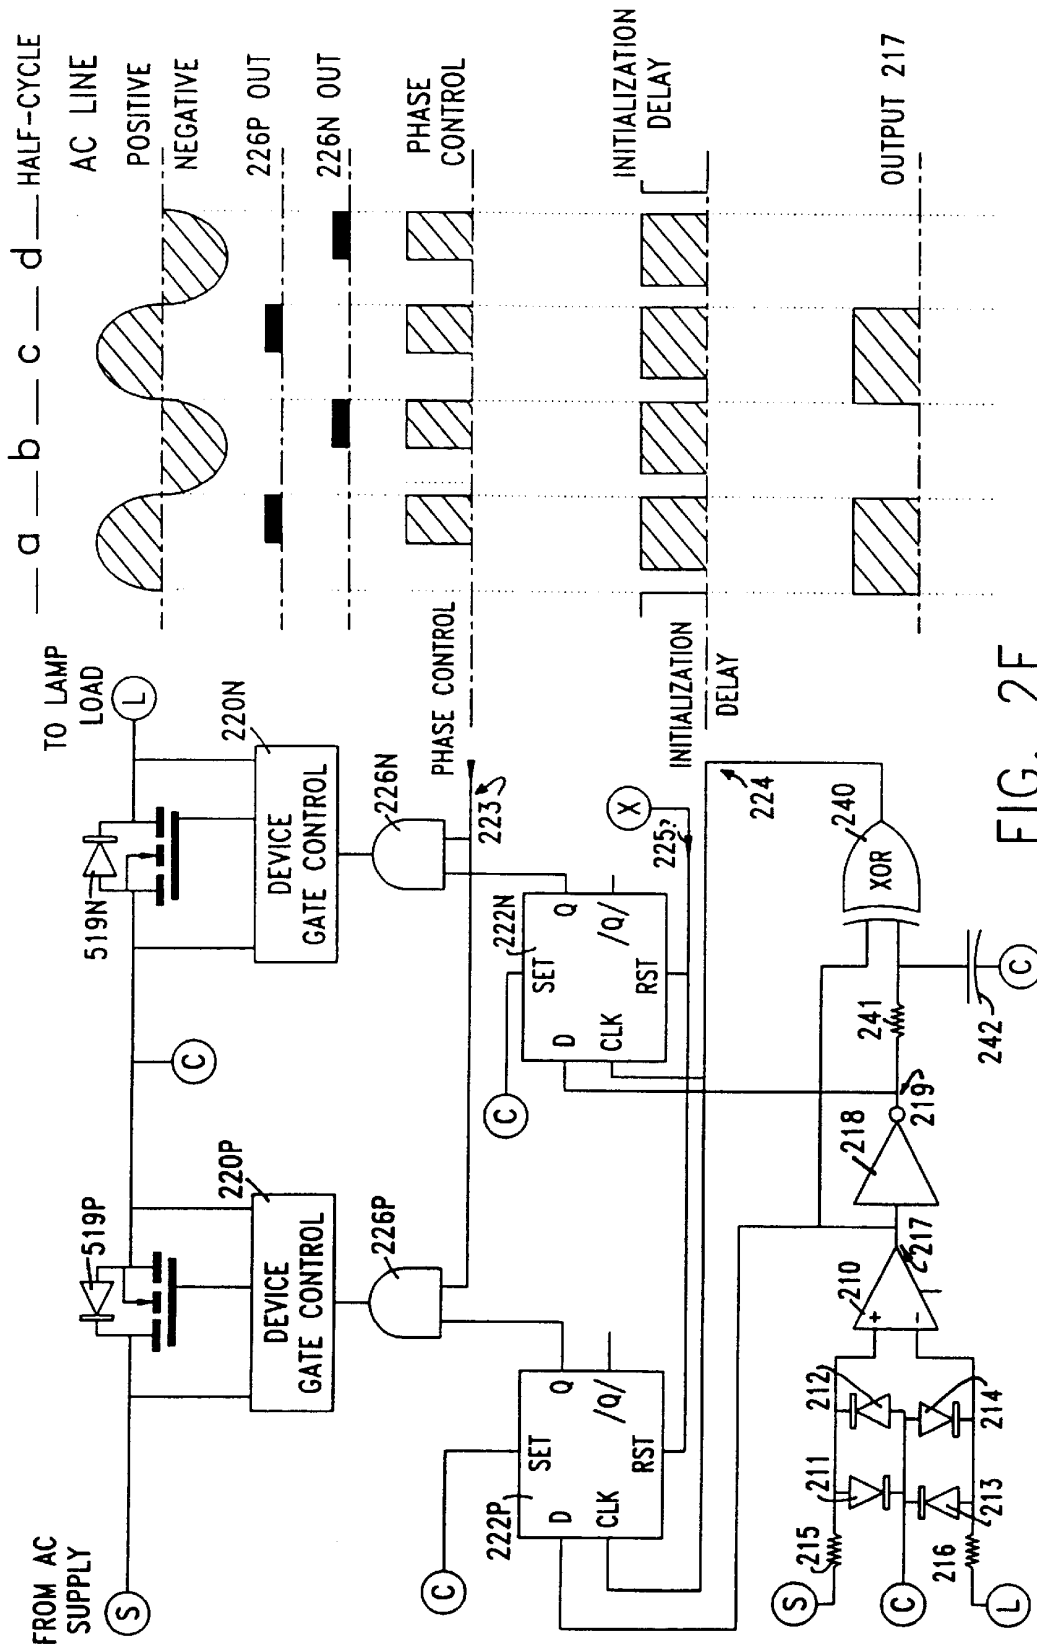 FROM AC
SUPPLY
S
519P
220P
DEVICE
GATE CONTROL
226P
C
519N
TO LAMP
LOAD
L
220N
DEVICE
GATE CONTROL
226N
PHASE CONTROL
223
C
222P
SET
D
Q
CLK
/Q/
RST
C
222N
SET
D
Q
CLK
/Q/
RST
X
225?
INITIALIZATION
DELAY
224
S
215
211
212
210
+
-
217
218
219
241
242
C
XOR
240
C
L
216
213
214
a b c d HALF-CYCLE
AC LINE
POSITIVE
NEGATIVE
226P OUT
226N OUT
PHASE
CONTROL
INITIALIZATION
DELAY
OUTPUT 217